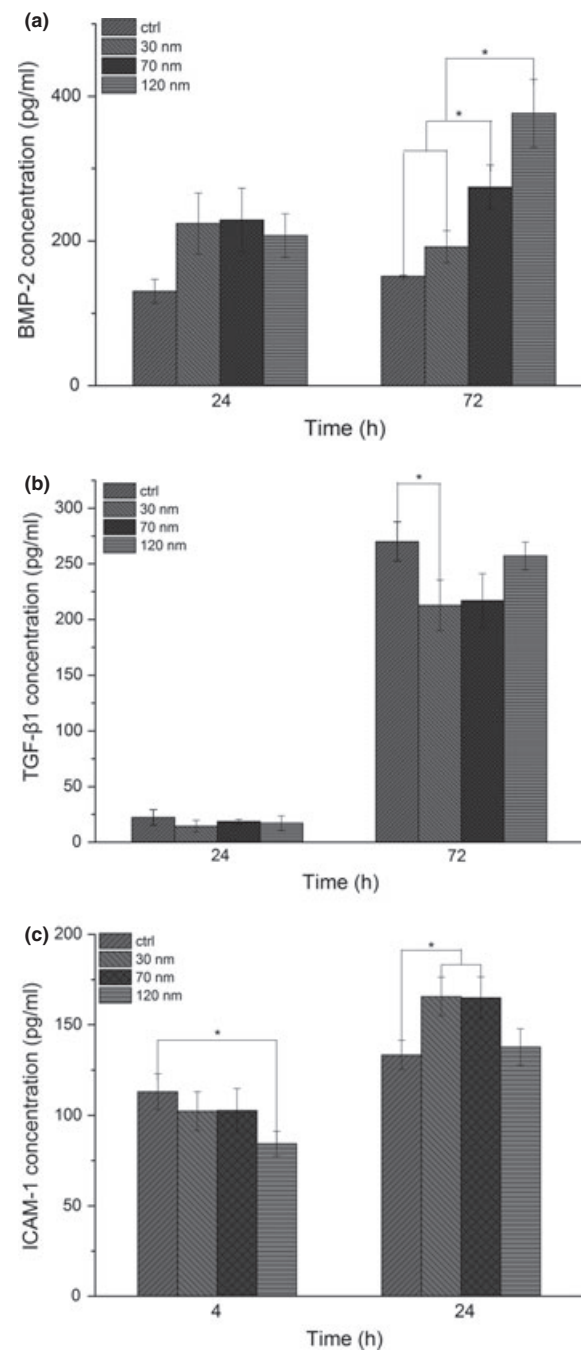 (a)
ctrl
30 nm
70 nm
120 nm
*
*
400
200
0
BMP-2 concentration (pg/ml)
24
72
Time (h)
(b)
ctrl
30 nm
70 nm
120 nm
*
300
250
200
150
100
50
0
TGF-β1 concentration (pg/ml)
24
72
Time (h)
(c)
ctrl
30 nm
70 nm
120 nm
*
*
200
150
100
50
0
ICAM-1 concentration (pg/ml)
4
24
Time (h)